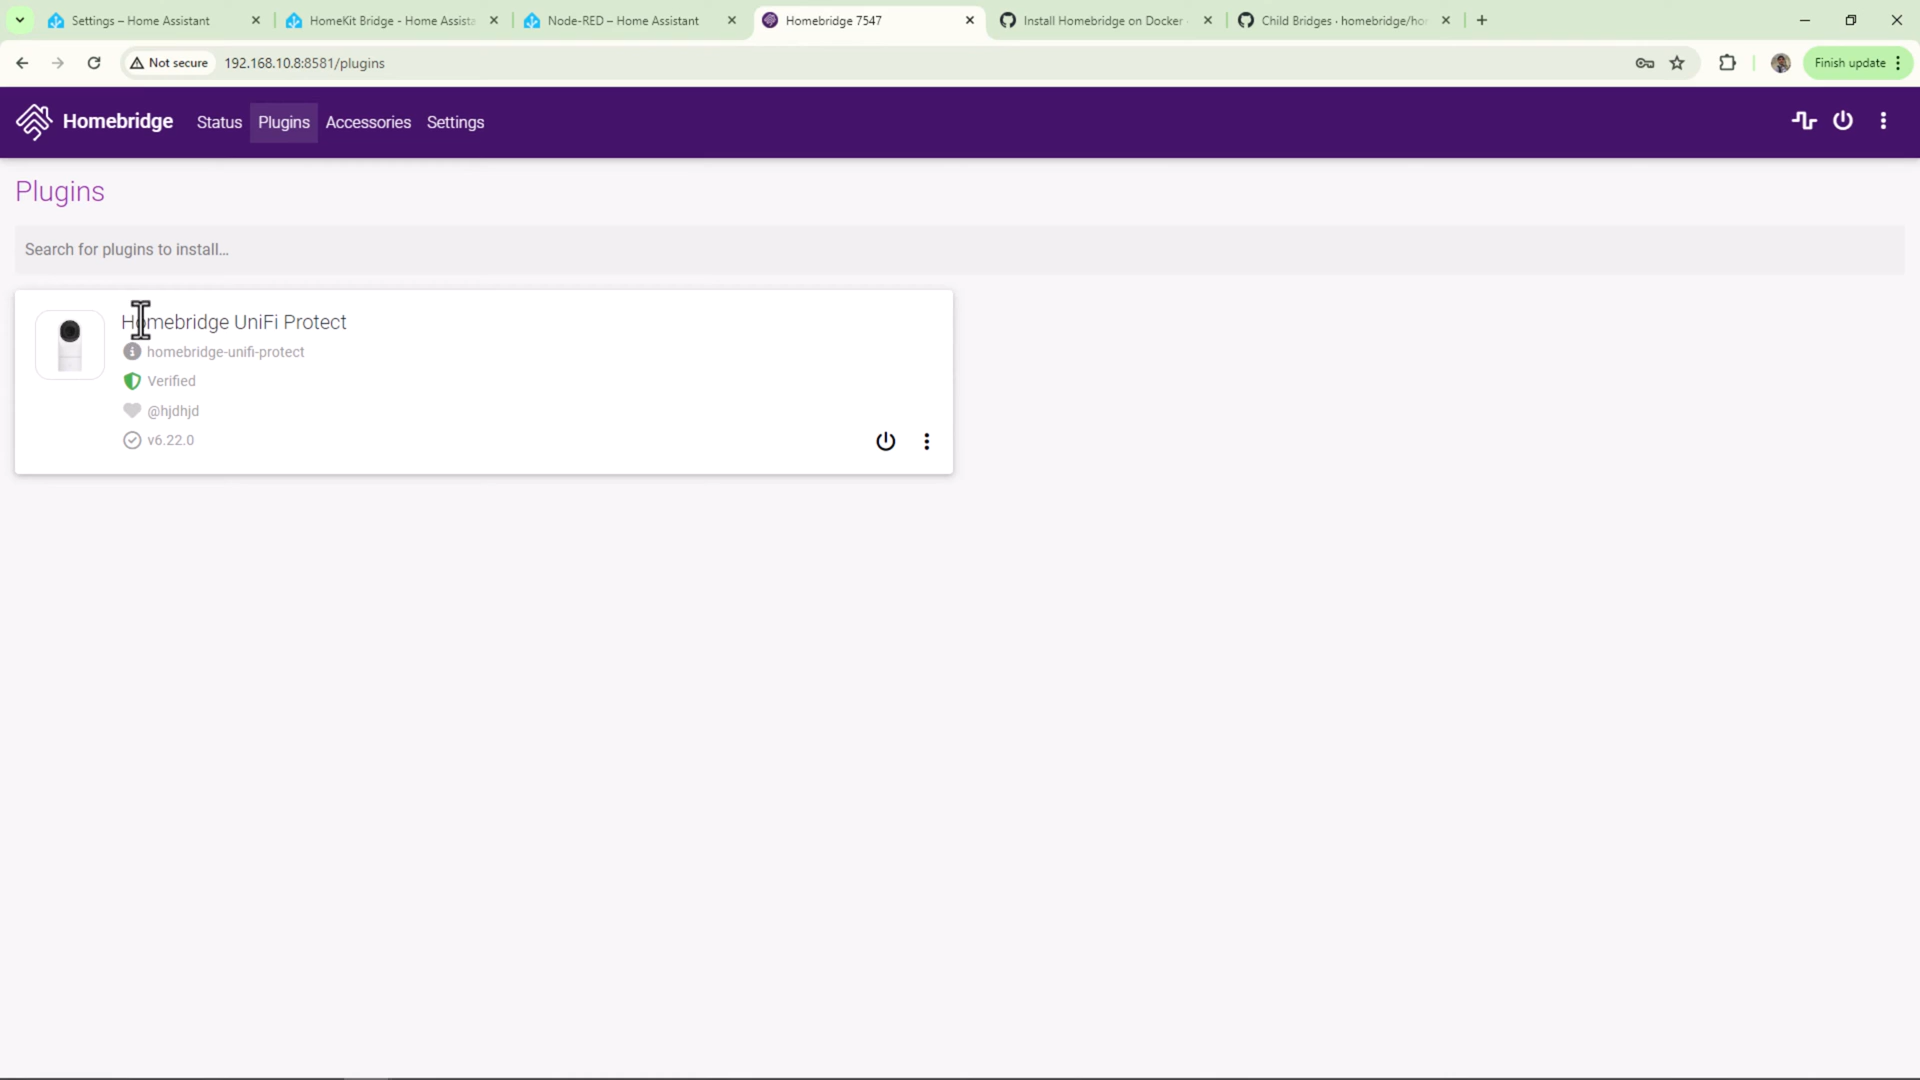 Settings – Home Assistant
HomeKit Bridge - Home Assista
Node-RED – Home Assistant
Homebridge 7547
Install Homebridge on Docker ·
Child Bridges · homebridge/hom
Not secure
192.168.10.8:8581/plugins
Finish update
Homebridge
Status
Plugins
Accessories
Settings
Plugins
Search for plugins to install...
Homebridge UniFi Protect
homebridge-unifi-protect
Verified
@hjdhjd
v6.22.0